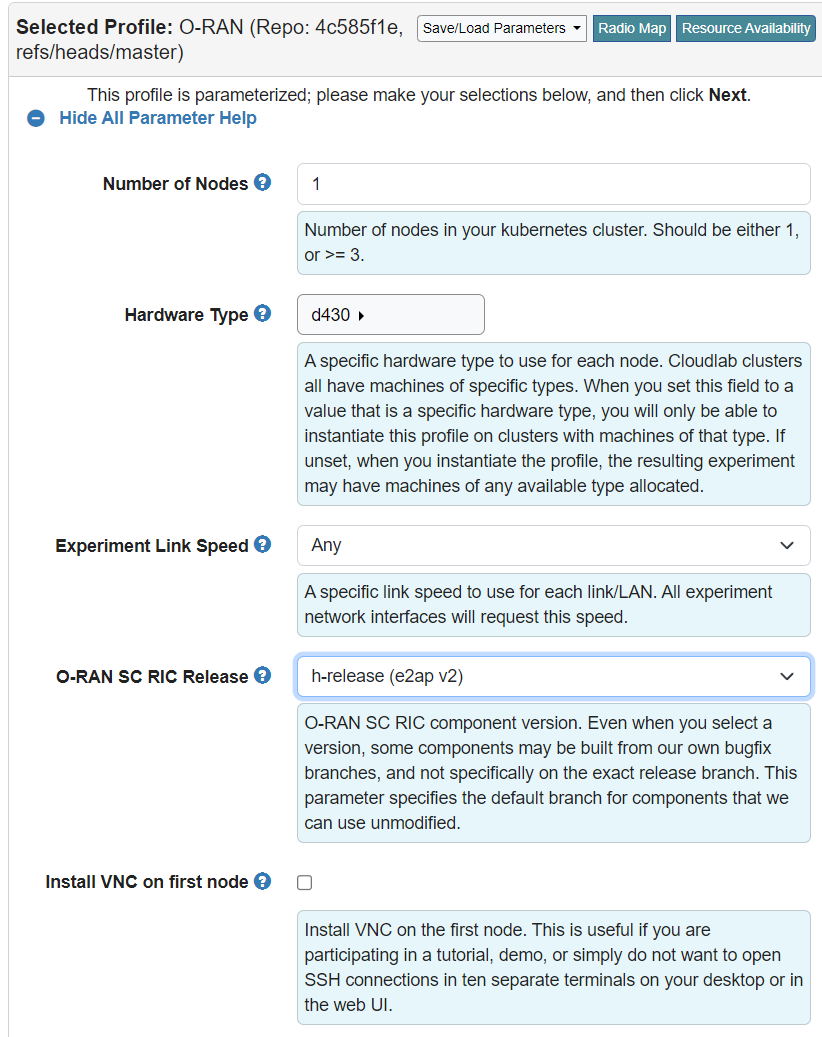 Selected Profile: O-RAN (Repo: 4c585f1e, refs/heads/master)
Save/Load Parameters
Radio Map
Resource Availability
This profile is parameterized; please make your selections below, and then click Next.
Hide All Parameter Help
Number of Nodes
1
Number of nodes in your kubernetes cluster. Should be either 1,
or >= 3.
Hardware Type
d430
A specific hardware type to use for each node. Cloudlab clusters
all have machines of specific types. When you set this field to a
value that is a specific hardware type, you will only be able to
instantiate this profile on clusters with machines of that type. If
unset, when you instantiate the profile, the resulting experiment
may have machines of any available type allocated.
Experiment Link Speed
Any
A specific link speed to use for each link/LAN. All experiment
network interfaces will request this speed.
O-RAN SC RIC Release
h-release (e2ap v2)
O-RAN SC RIC component version. Even when you select a
version, some components may be built from our own bugfix
branches, and not specifically on the exact release branch. This
parameter specifies the default branch for components that we
can use unmodified.
Install VNC on first node
Install VNC on the first node. This is useful if you are
participating in a tutorial, demo, or simply do not want to open
SSH connections in ten separate terminals on your desktop or in
the web UI.